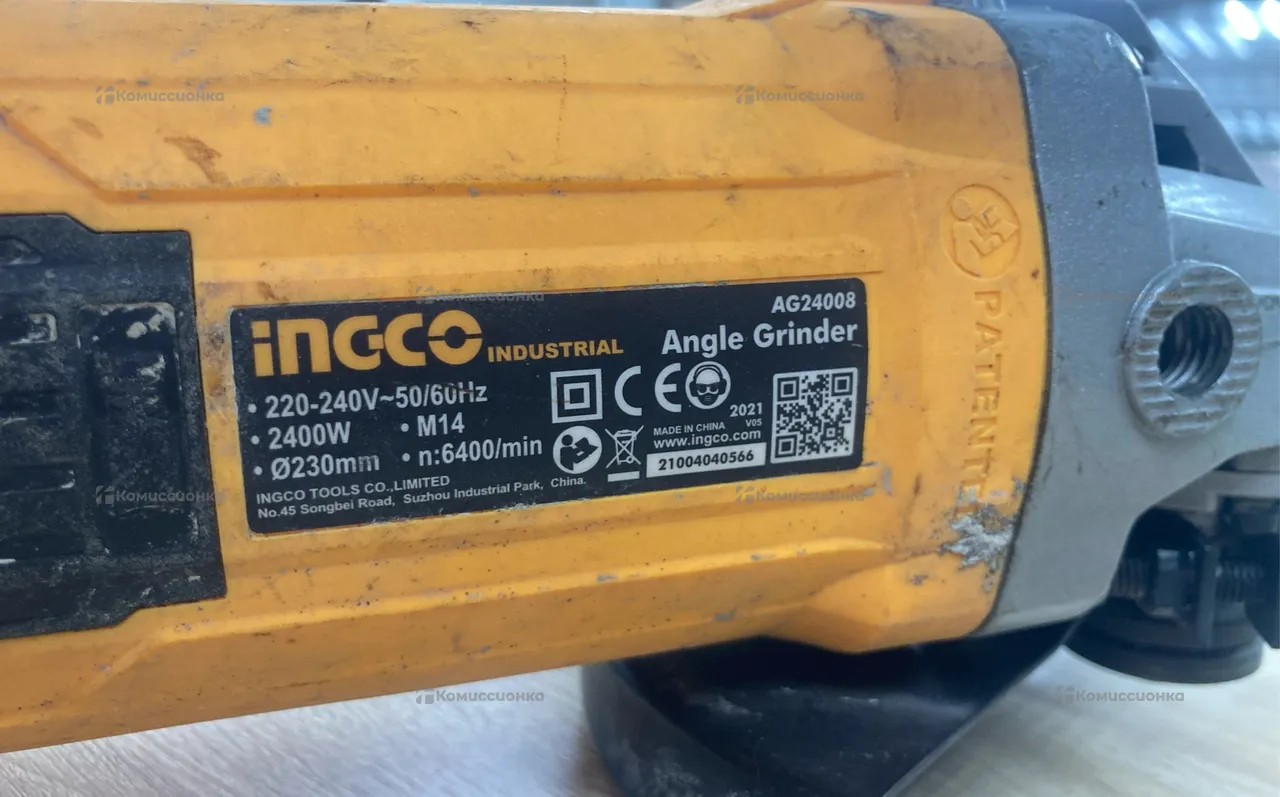 Комиссионка
Комиссионка
Комиссионка
iNGCO INDUSTRIAL
AG24008
Angle Grinder
• 220-240V~50/60Hz
• 2400W • M14
• Ø230mm • n:6400/min
INGCO TOOLS CO.,LIMITED
No.45 Songbei Road, Suzhou Industrial Park, China.
CE
2021
MADE IN CHINA V05
www.ingco.com
21004040566
PATENT
Комиссионка
Комиссионка
Комиссионка
Комиссионка